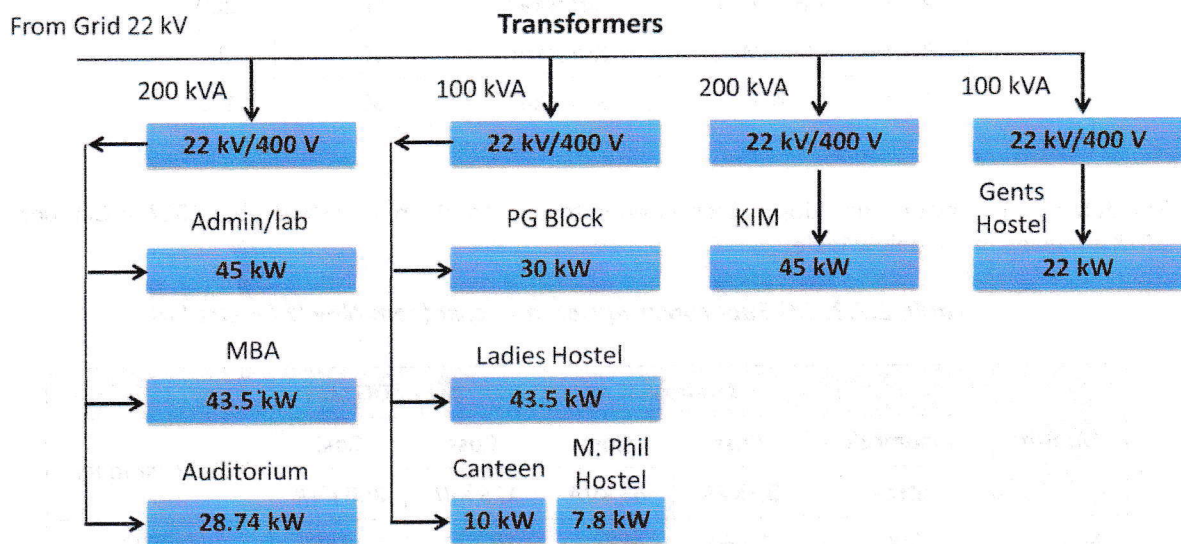 From Grid 22 kV
Transformers
200 kVA
100 kVA
200 kVA
100 kVA
22 kV/400 V
22 kV/400 V
22 kV/400 V
22 kV/400 V
Admin/lab
PG Block
KIM
Gents
Hostel
45 kW
30 kW
45 kW
22 kW
MBA
Ladies Hostel
43.5 kW
43.5 kW
Auditorium
Canteen
M. Phil
Hostel
28.74 kW
10 kW
7.8 kW